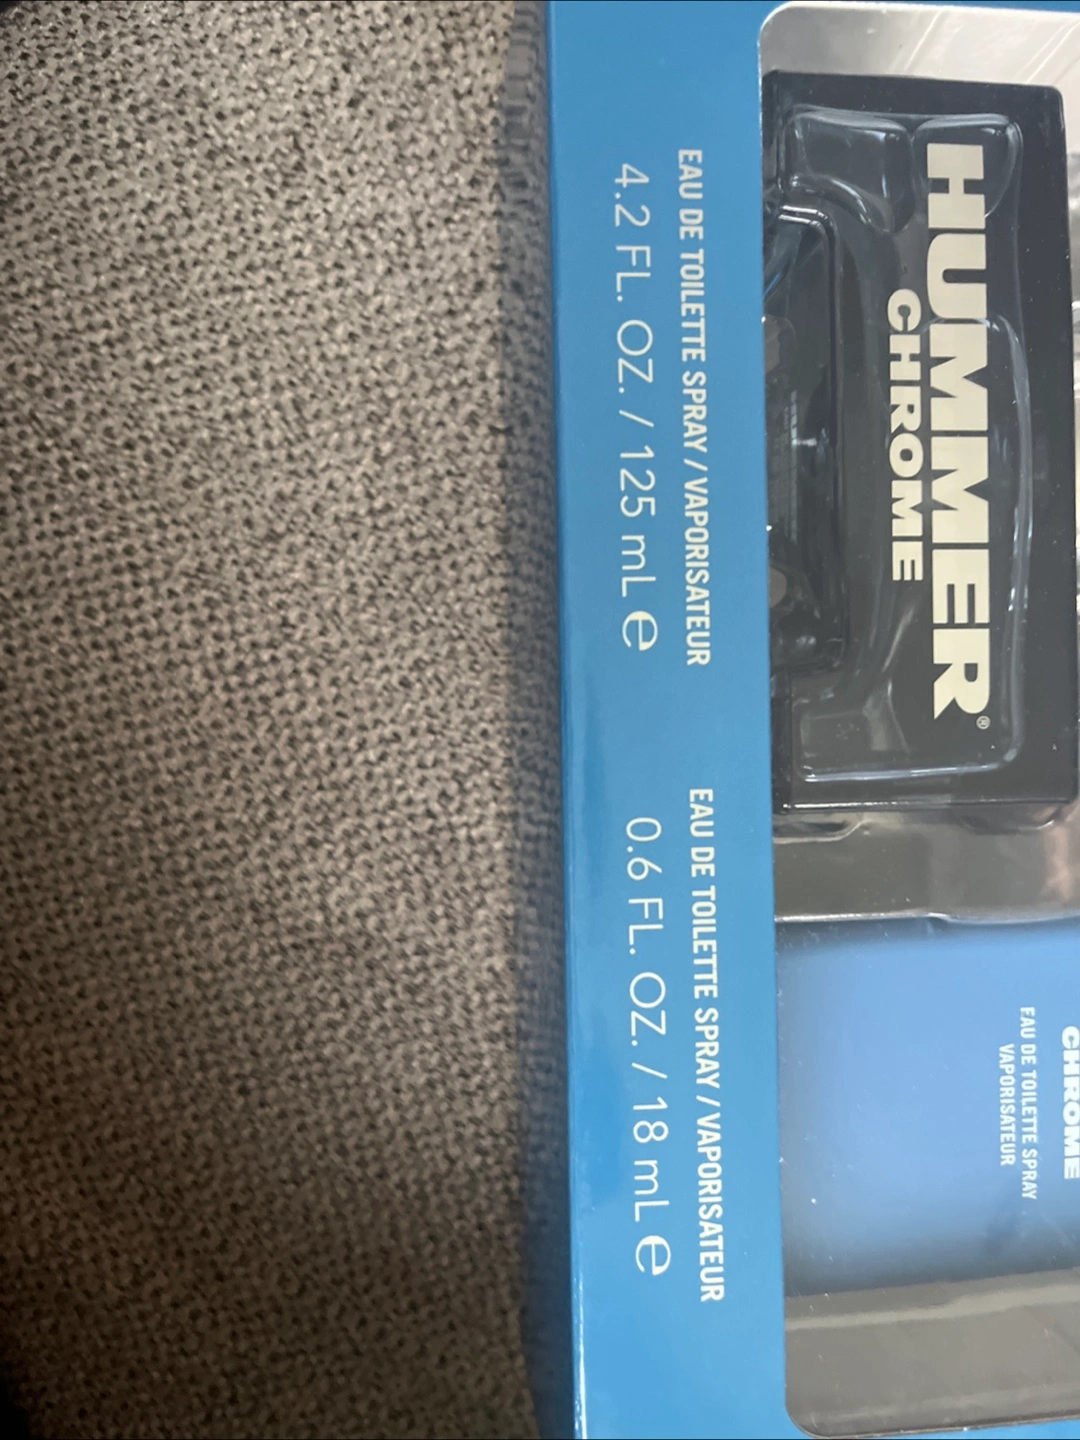 HUMMER®
CHROME
EAU DE TOILETTE SPRAY / VAPORISATEUR
4.2 FL. OZ. / 125 mL e
CHROME
EAU DE TOILETTE SPRAY
VAPORISATEUR
EAU DE TOILETTE SPRAY / VAPORISATEUR
0.6 FL. OZ. / 18 mL e